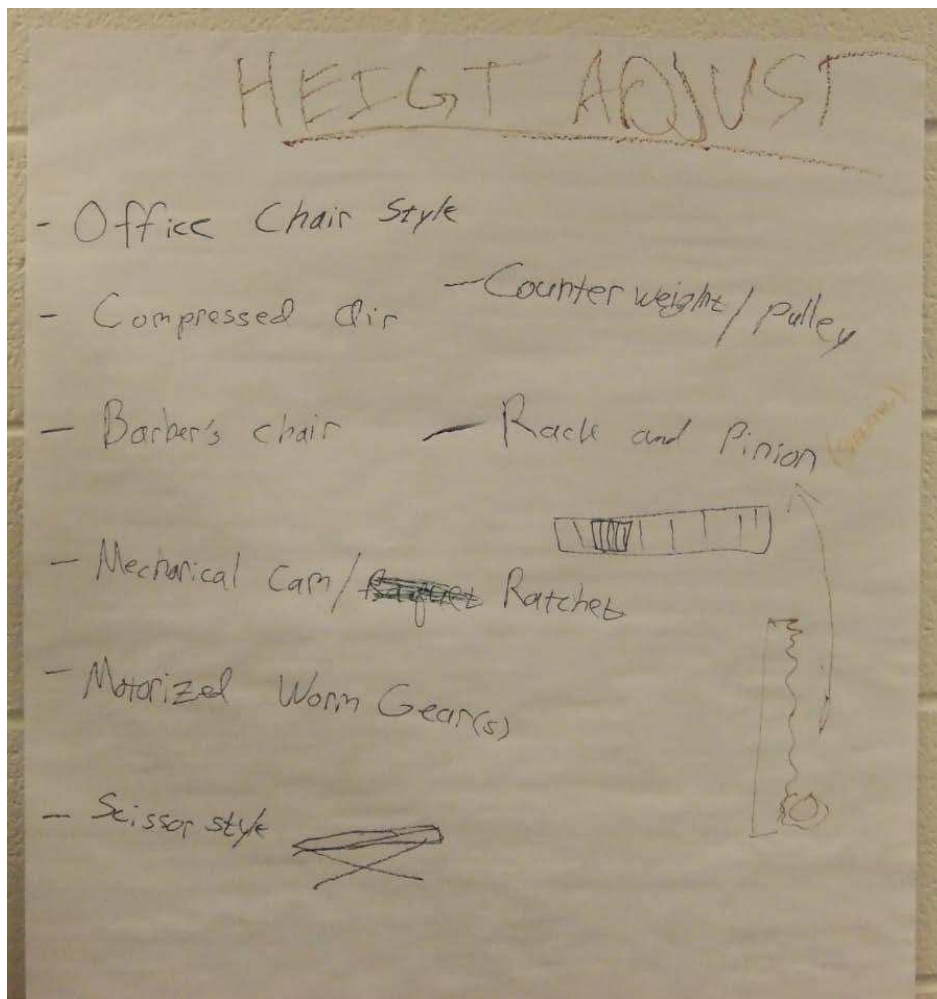 HEIGT ADJUST
- Office Chair Style
- Compressed Air
- Counter weight/Pulley
- Barber's chair
- Rack and Pinion
- Mechanical Cam/ Ratchet
- Motorized Worm Gear(s)
- Scissor style